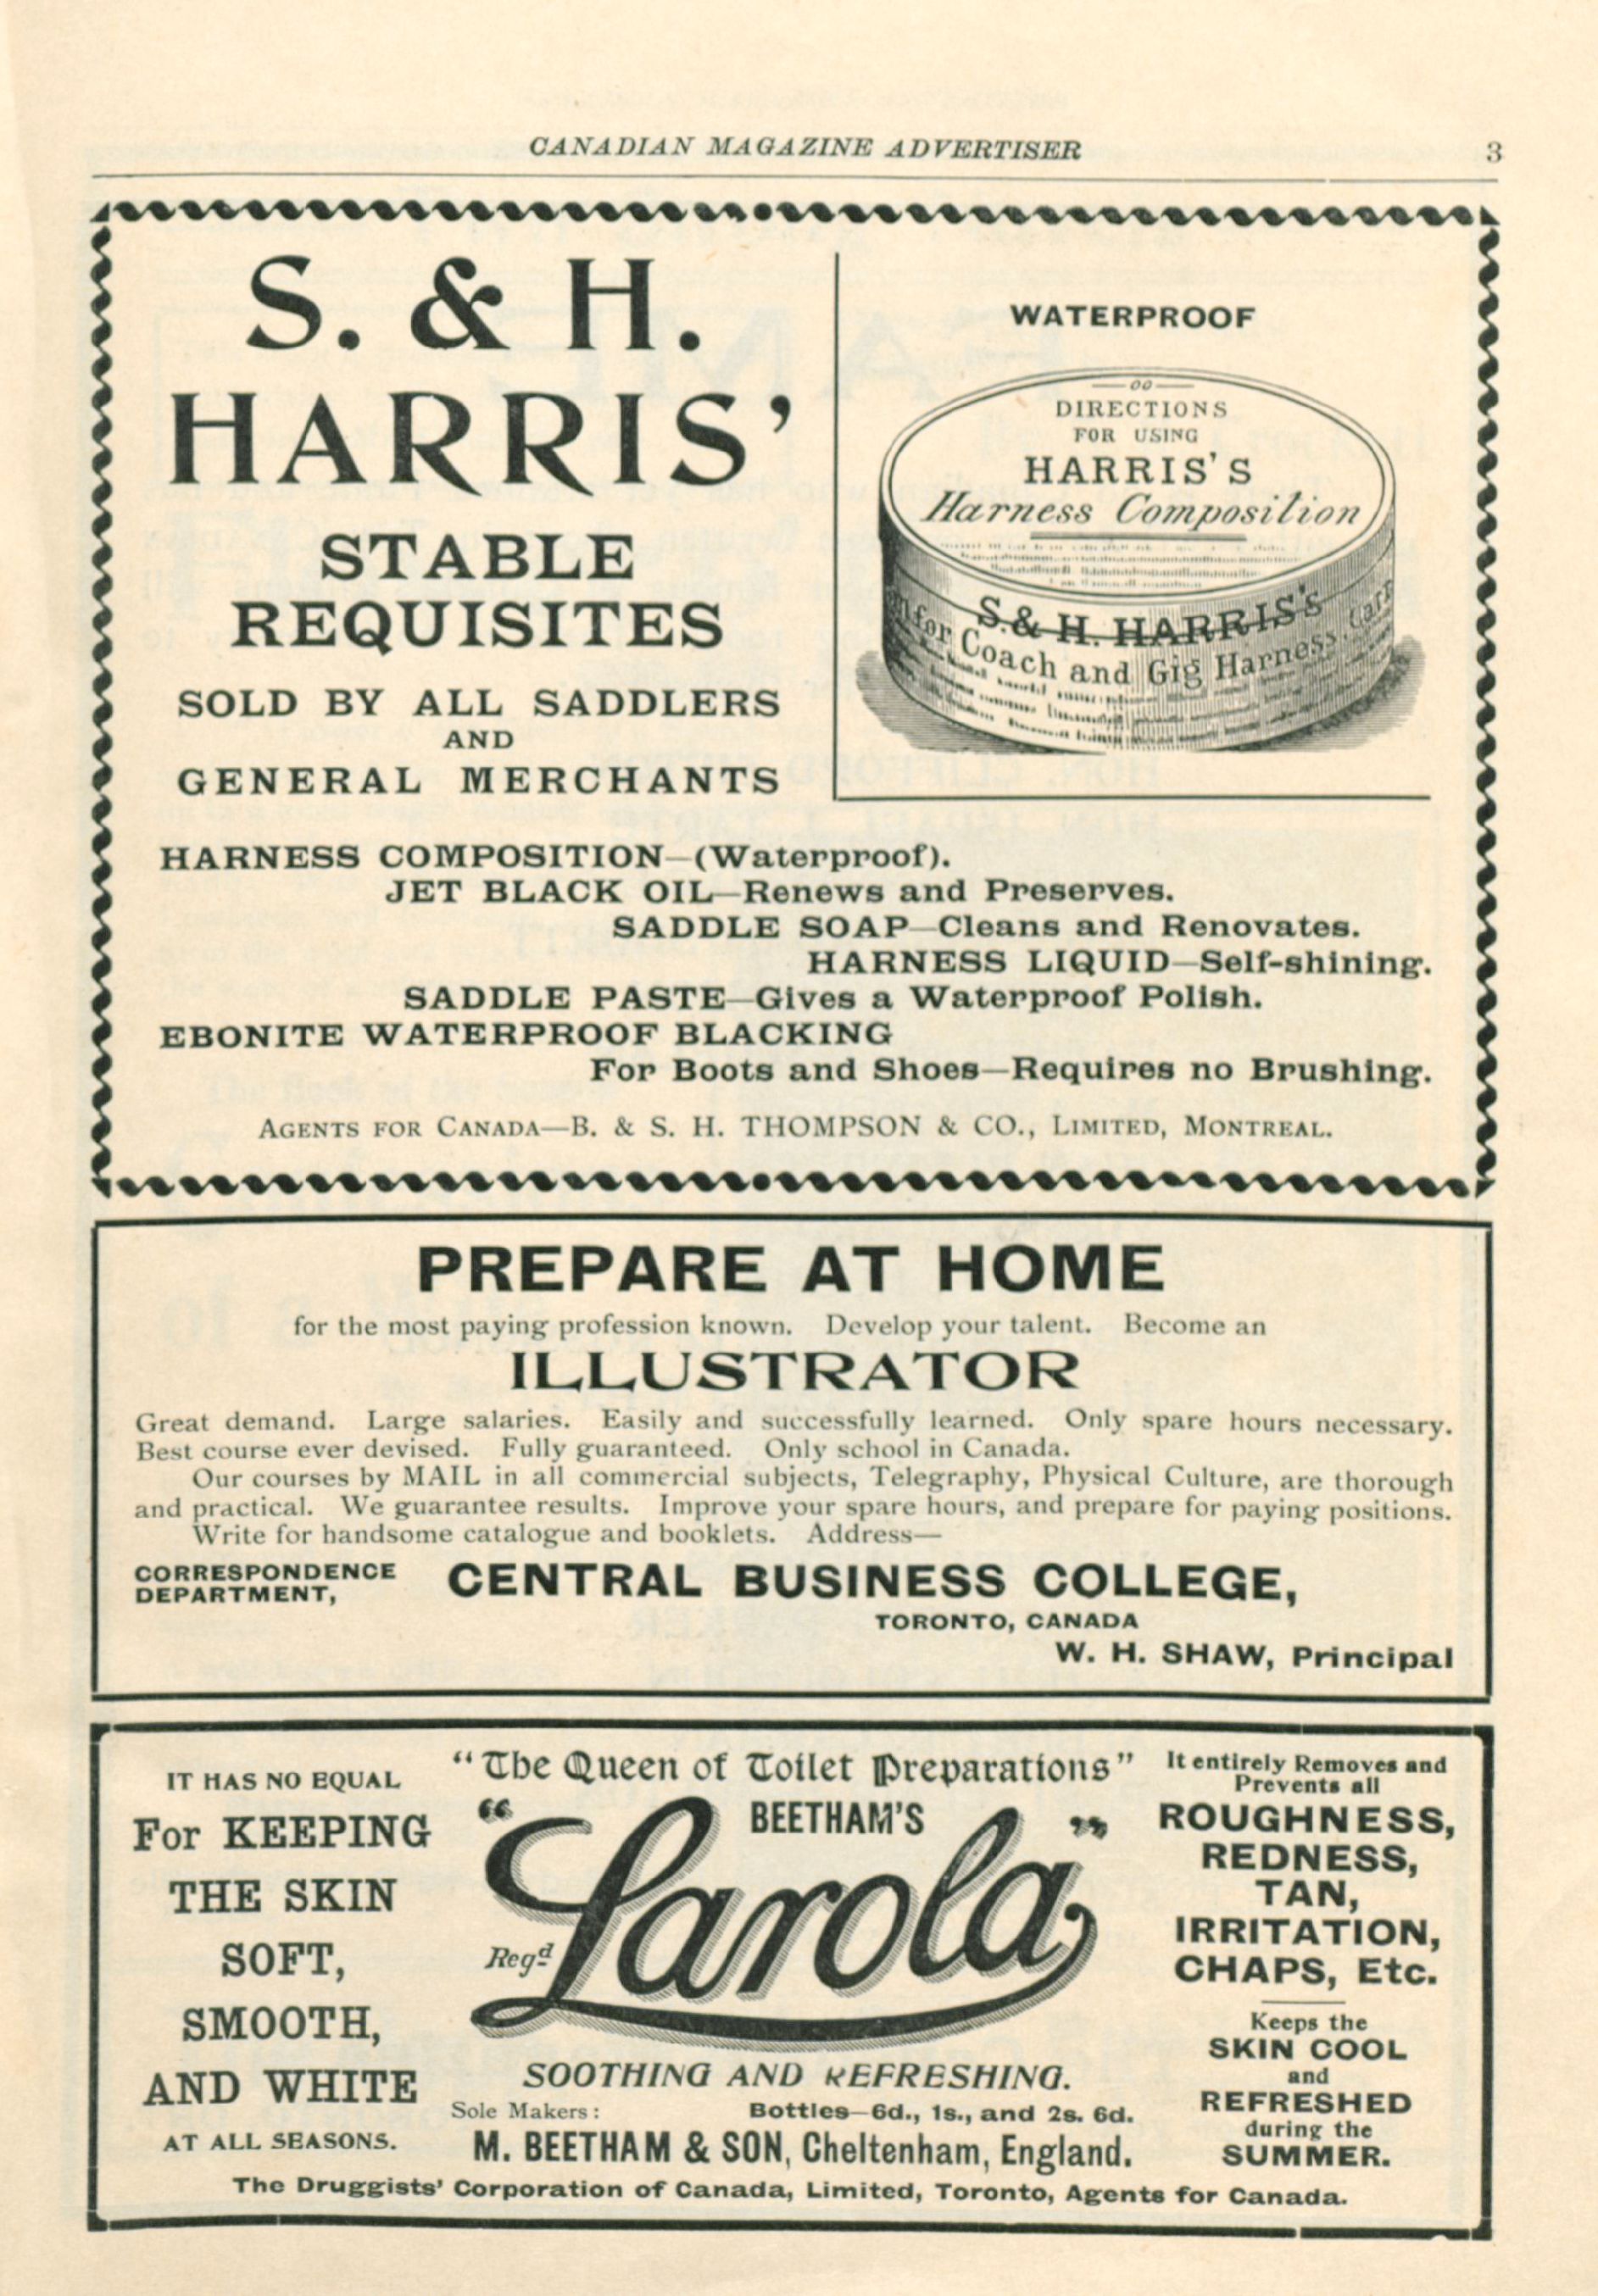 CANADIAN MAGAZINE ADVERTISER 3
S. & H.
HARRIS'
STABLE
REQUISITES
SOLD BY ALL SADDLERS
AND
GENERAL MERCHANTS
WATERPROOF
DIRECTIONS
FOR USING
HARRIS'S
Harness Composition
S. & H. HARRIS'S
for Coach and Gig Harness.
HARNESS COMPOSITION—(Waterproof).
JET BLACK OIL—Renews and Preserves.
SADDLE SOAP—Cleans and Renovates.
HARNESS LIQUID—Self-shining.
SADDLE PASTE—Gives a Waterproof Polish.
EBONITE WATERPROOF BLACKING
For Boots and Shoes—Requires no Brushing.
AGENTS FOR CANADA—B. & S. H. THOMPSON & CO., LIMITED, MONTREAL.
PREPARE AT HOME
for the most paying profession known. Develop your talent. Become an
ILLUSTRATOR
Great demand. Large salaries. Easily and successfully learned. Only spare hours necessary.
Best course ever devised. Fully guaranteed. Only school in Canada.
Our courses by MAIL in all commercial subjects, Telegraphy, Physical Culture, are thorough
and practical. We guarantee results. Improve your spare hours, and prepare for paying positions.
Write for handsome catalogue and booklets. Address—
CORRESPONDENCE
DEPARTMENT,
CENTRAL BUSINESS COLLEGE,
TORONTO, CANADA
W. H. SHAW, Principal
IT HAS NO EQUAL
For KEEPING
THE SKIN
SOFT,
SMOOTH,
AND WHITE
AT ALL SEASONS.
"The Queen of Toilet Preparations"
BEETHAM'S
"Larola"
Regd
SOOTHING AND REFRESHING.
Sole Makers: Bottles—6d., 1s., and 2s. 6d.
M. BEETHAM & SON, Cheltenham, England.
It entirely Removes and
Prevents all
ROUGHNESS,
REDNESS,
TAN,
IRRITATION,
CHAPS, Etc.
Keeps the
SKIN COOL
and
REFRESHED
during the
SUMMER.
The Druggists' Corporation of Canada, Limited, Toronto, Agents for Canada.